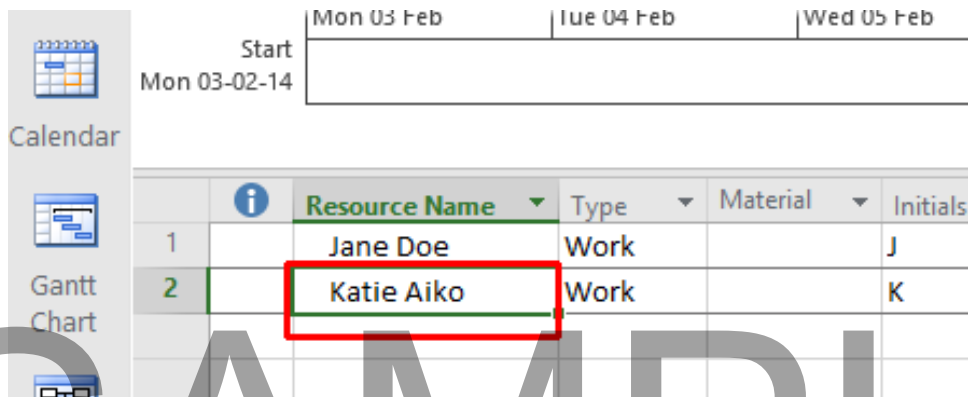 Mon 03 Feb Tue 04 Feb Wed 05 Feb
Start
Mon 03-02-14
Calendar
Resource Name Type Material Initials
1 Jane Doe Work J
Gantt 2 Katie Aiko Work K
Chart